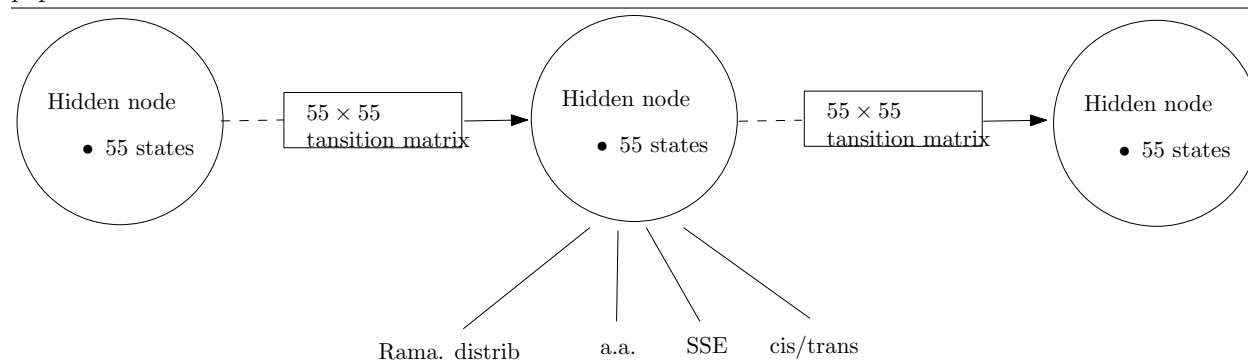 Hidden node
• 55 states
55 × 55
tansition matrix
Hidden node
• 55 states
55 × 55
tansition matrix
Hidden node
• 55 states
Rama. distrib
a.a.
SSE
cis/trans